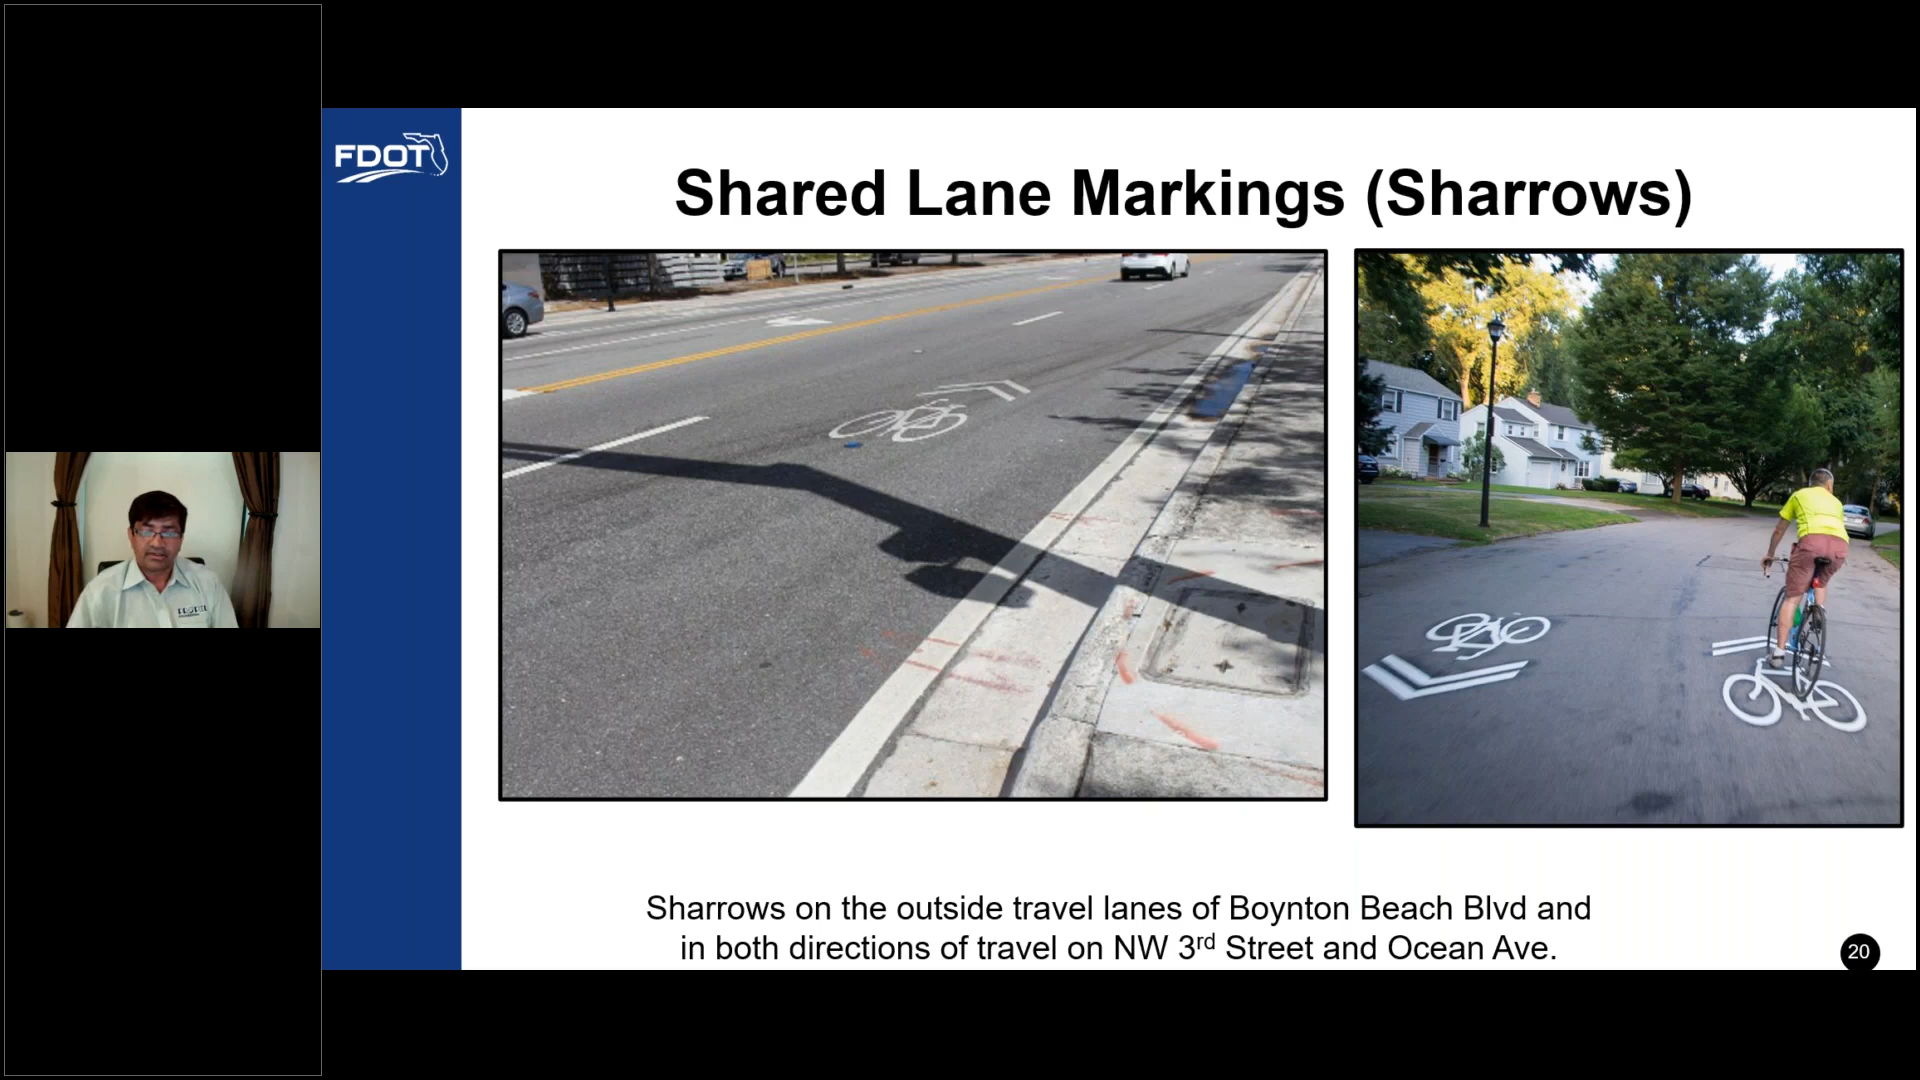 FDOT
Shared Lane Markings (Sharrows)
Sharrows on the outside travel lanes of Boynton Beach Blvd and
in both directions of travel on NW 3rd Street and Ocean Ave.
20